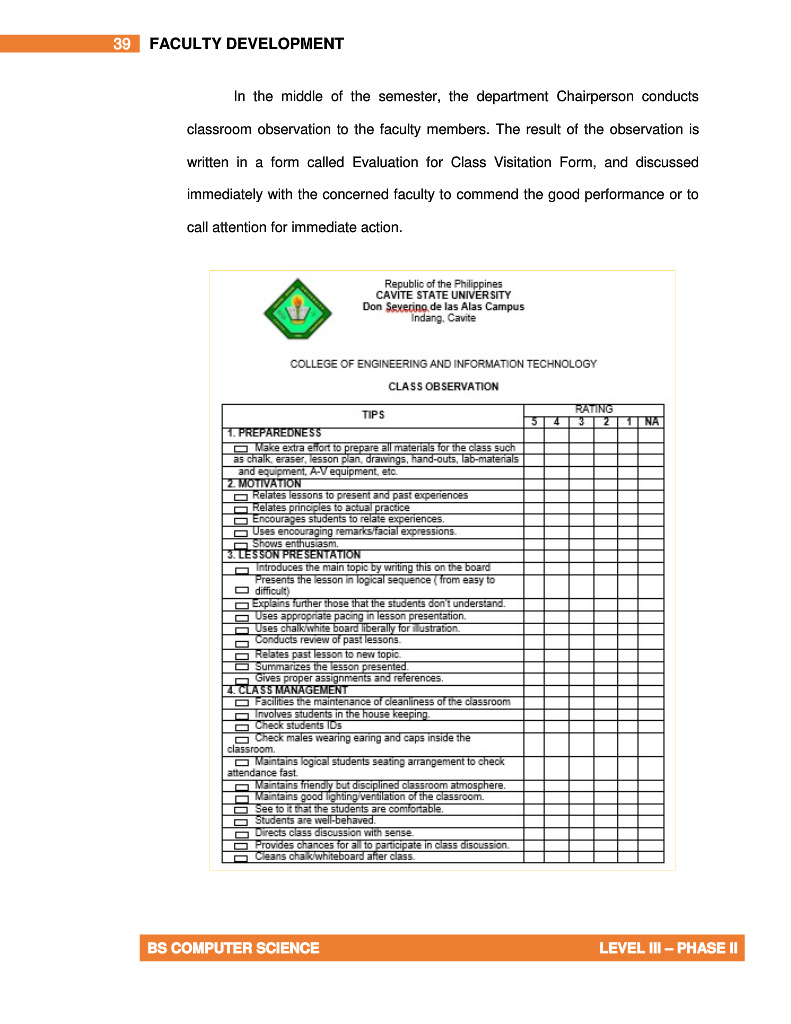 39 FACULTY DEVELOPMENT
In the middle of the semester, the department Chairperson conducts
classroom observation to the faculty members. The result of the observation is
written in a form called Evaluation for Class Visitation Form, and discussed
immediately with the concerned faculty to commend the good performance or to
call attention for immediate action.
Republic of the Philippines
CAVITE STATE UNIVERSITY
Don Severino de las Alas Campus
Indang, Cavite
COLLEGE OF ENGINEERING AND INFORMATION TECHNOLOGY
CLASS OBSERVATION
TIPS
RATING
5 4 3 2 1 NA
1. PREPAREDNESS
Make extra effort to prepare all materials for the class such
as chalk, eraser, lesson plan, drawings, hand-outs, lab-materials
and equipment, A-V equipment, etc.
2. MOTIVATION
Relates lessons to present and past experiences
Relates principles to actual practice
Encourages students to relate experiences.
Uses encouraging remarks/facial expressions.
Shows enthusiasm.
3. LESSON PRESENTATION
Introduces the main topic by writing this on the board
Presents the lesson in logical sequence ( from easy to
difficult)
Explains further those that the students don't understand.
Uses appropriate pacing in lesson presentation.
Uses chalk/white board liberally for illustration.
Conducts review of past lessons.
Relates past lesson to new topic.
Summarizes the lesson presented.
Gives proper assignments and references.
4. CLASS MANAGEMENT
Facilities the maintenance of cleanliness of the classroom
Involves students in the house keeping.
Check students IDs
Check males wearing earing and caps inside the
classroom.
Maintains logical students seating arrangement to check
attendance fast.
Maintains friendly but disciplined classroom atmosphere.
Maintains good lighting/ventilation of the classroom.
See to it that the students are comfortable.
Students are well-behaved.
Directs class discussion with sense.
Provides chances for all to participate in class discussion.
Cleans chalk/whiteboard after class.
BS COMPUTER SCIENCE LEVEL III – PHASE II